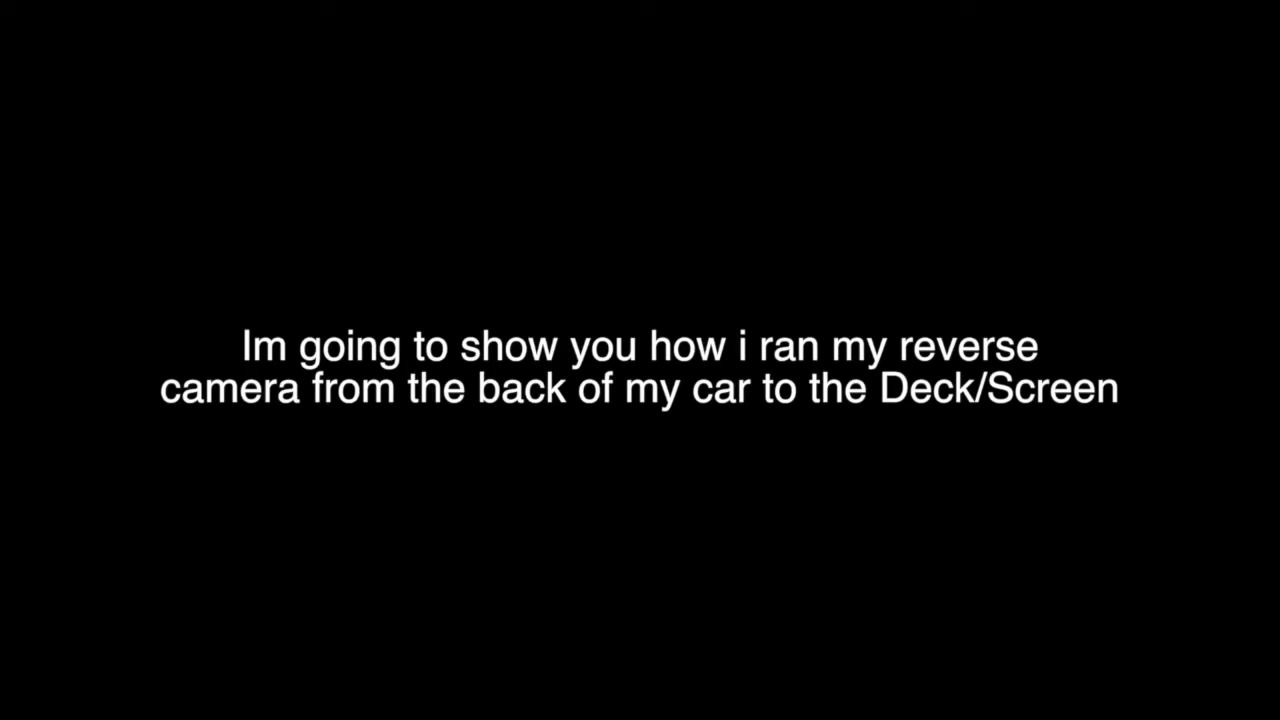 Im going to show you how i ran my reverse
camera from the back of my car to the Deck/Screen